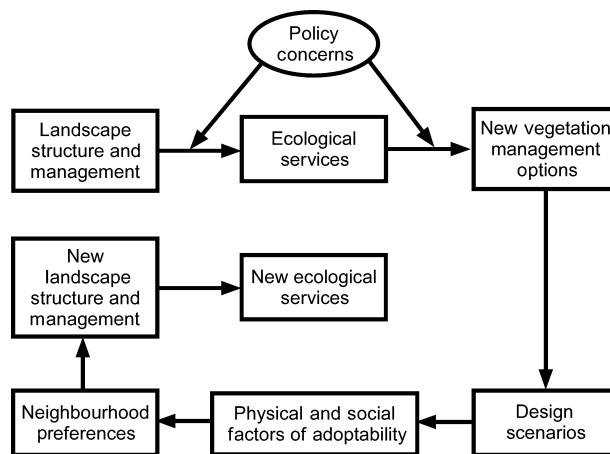 Policy
concerns
Landscape
structure and
management
Ecological
services
New vegetation
management
options
New
landscape
structure and
management
New ecological
services
Neighbourhood
preferences
Physical and social
factors of adoptability
Design
scenarios